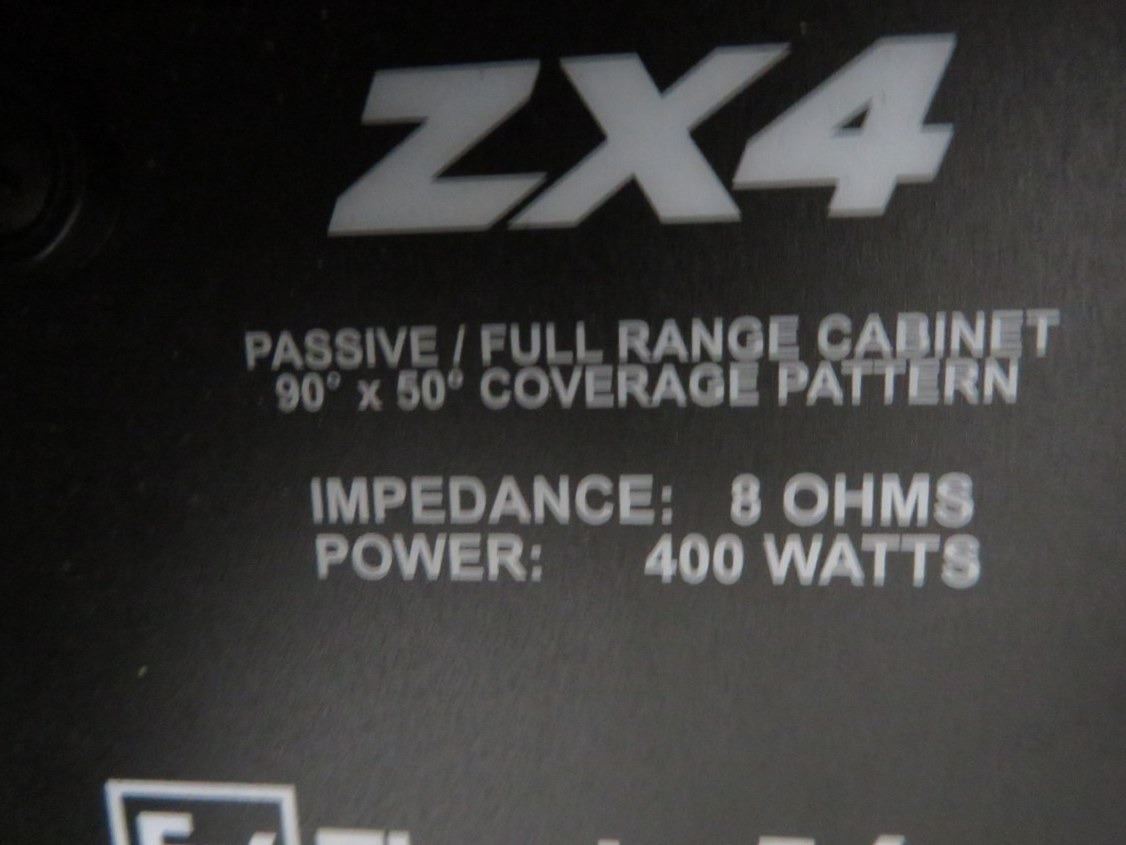 ZX4
PASSIVE / FULL RANGE CABINET
90° x 50° COVERAGE PATTERN
IMPEDANCE: 8 OHMS
POWER: 400 WATTS